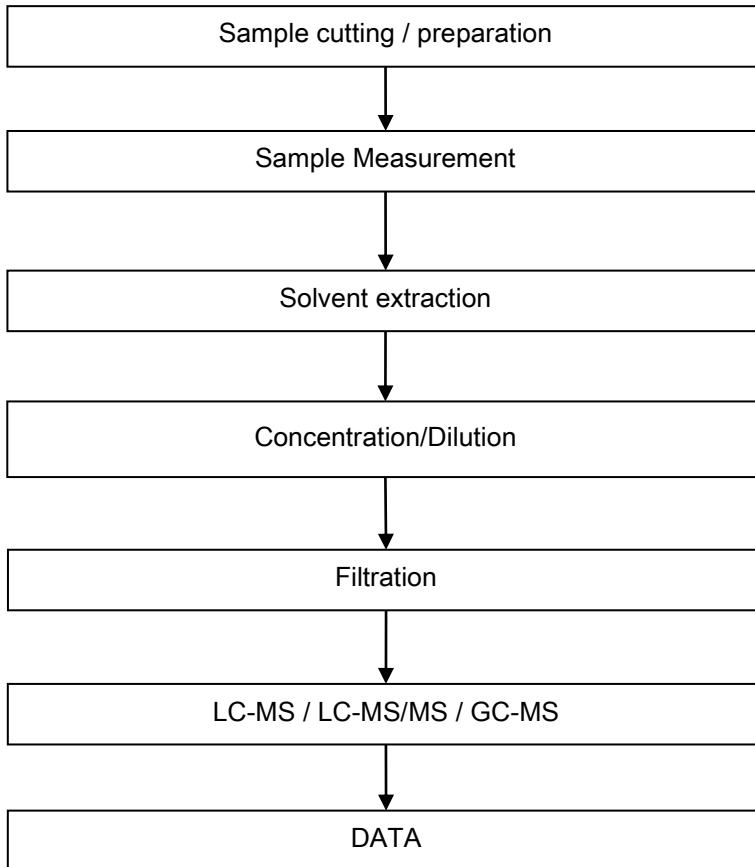 Sample cutting / preparation
Sample Measurement
Solvent extraction
Concentration/Dilution
Filtration
LC-MS / LC-MS/MS / GC-MS
DATA